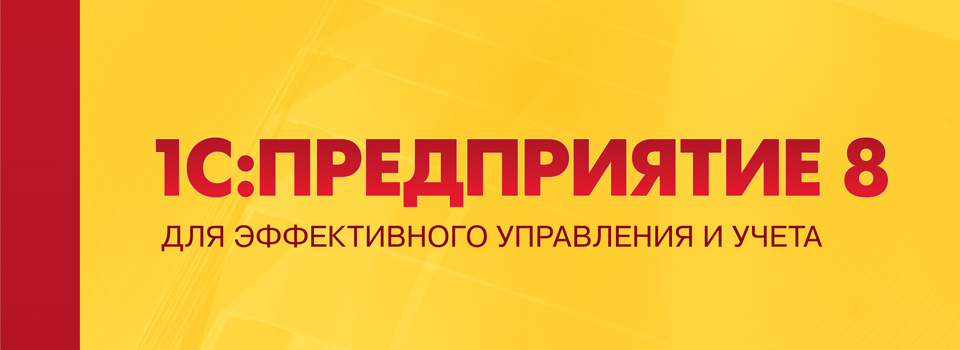 1С:ПРЕДПРИЯТИЕ 8
ДЛЯ ЭФФЕКТИВНОГО УПРАВЛЕНИЯ И УЧЕТА